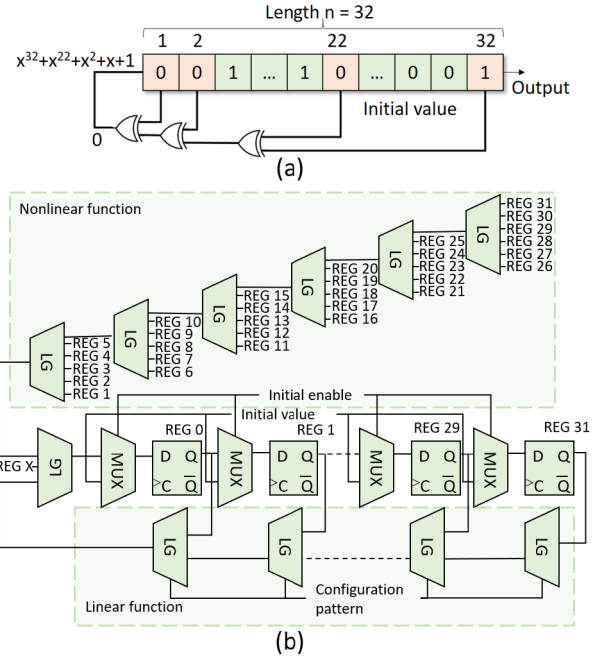 Length n = 32
1 2 22 32
x³²+x²²+x²+x+1
0 0 1 ... 1 0 ... 0 0 1
Output
Initial value
0
(a)
Nonlinear function
LG
REG 31
REG 30
REG 29
REG 28
REG 27
REG 26
LG
REG 25
REG 24
REG 23
REG 22
REG 21
LG
REG 20
REG 19
REG 18
REG 17
REG 16
LG
REG 15
REG 14
REG 13
REG 12
REG 11
LG
REG 10
REG 9
REG 8
REG 7
REG 6
LG
REG 5
REG 4
REG 3
REG 2
REG 1
Initial enable
Initial value
REG 0 REG 1 REG 29 REG 31
REG X
LG MUX D Q MUX D Q MUX D Q MUX D Q
>C Q̅ >C Q̅ >C Q̅ >C Q̅
LG LG LG LG
Configuration
pattern
Linear function
(b)